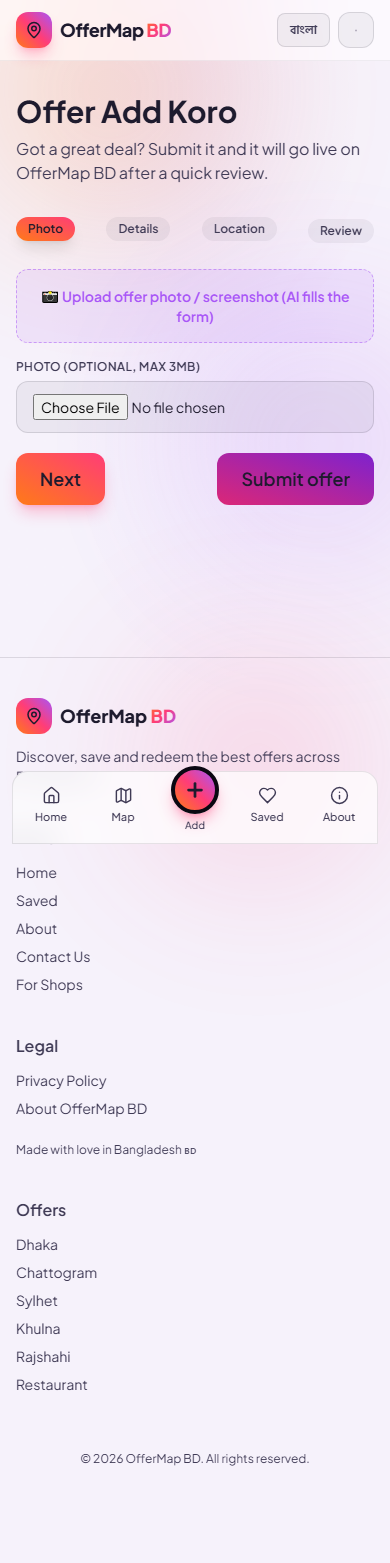 OfferMap BD
বাংলা
Offer Add Koro
Got a great deal? Submit it and it will go live on
OfferMap BD after a quick review.
Photo
Details
Location
Review
📸 Upload offer photo / screenshot (AI fills the
form)
PHOTO (OPTIONAL, MAX 3MB)
Choose File No file chosen
Next
Submit offer
OfferMap BD
Discover, save and redeem the best offers across
Home
Map
Add
Saved
About
Home
Saved
About
Contact Us
For Shops
Legal
Privacy Policy
About OfferMap BD
Made with love in Bangladesh BD
Offers
Dhaka
Chattogram
Sylhet
Khulna
Rajshahi
Restaurant
© 2026 OfferMap BD. All rights reserved.